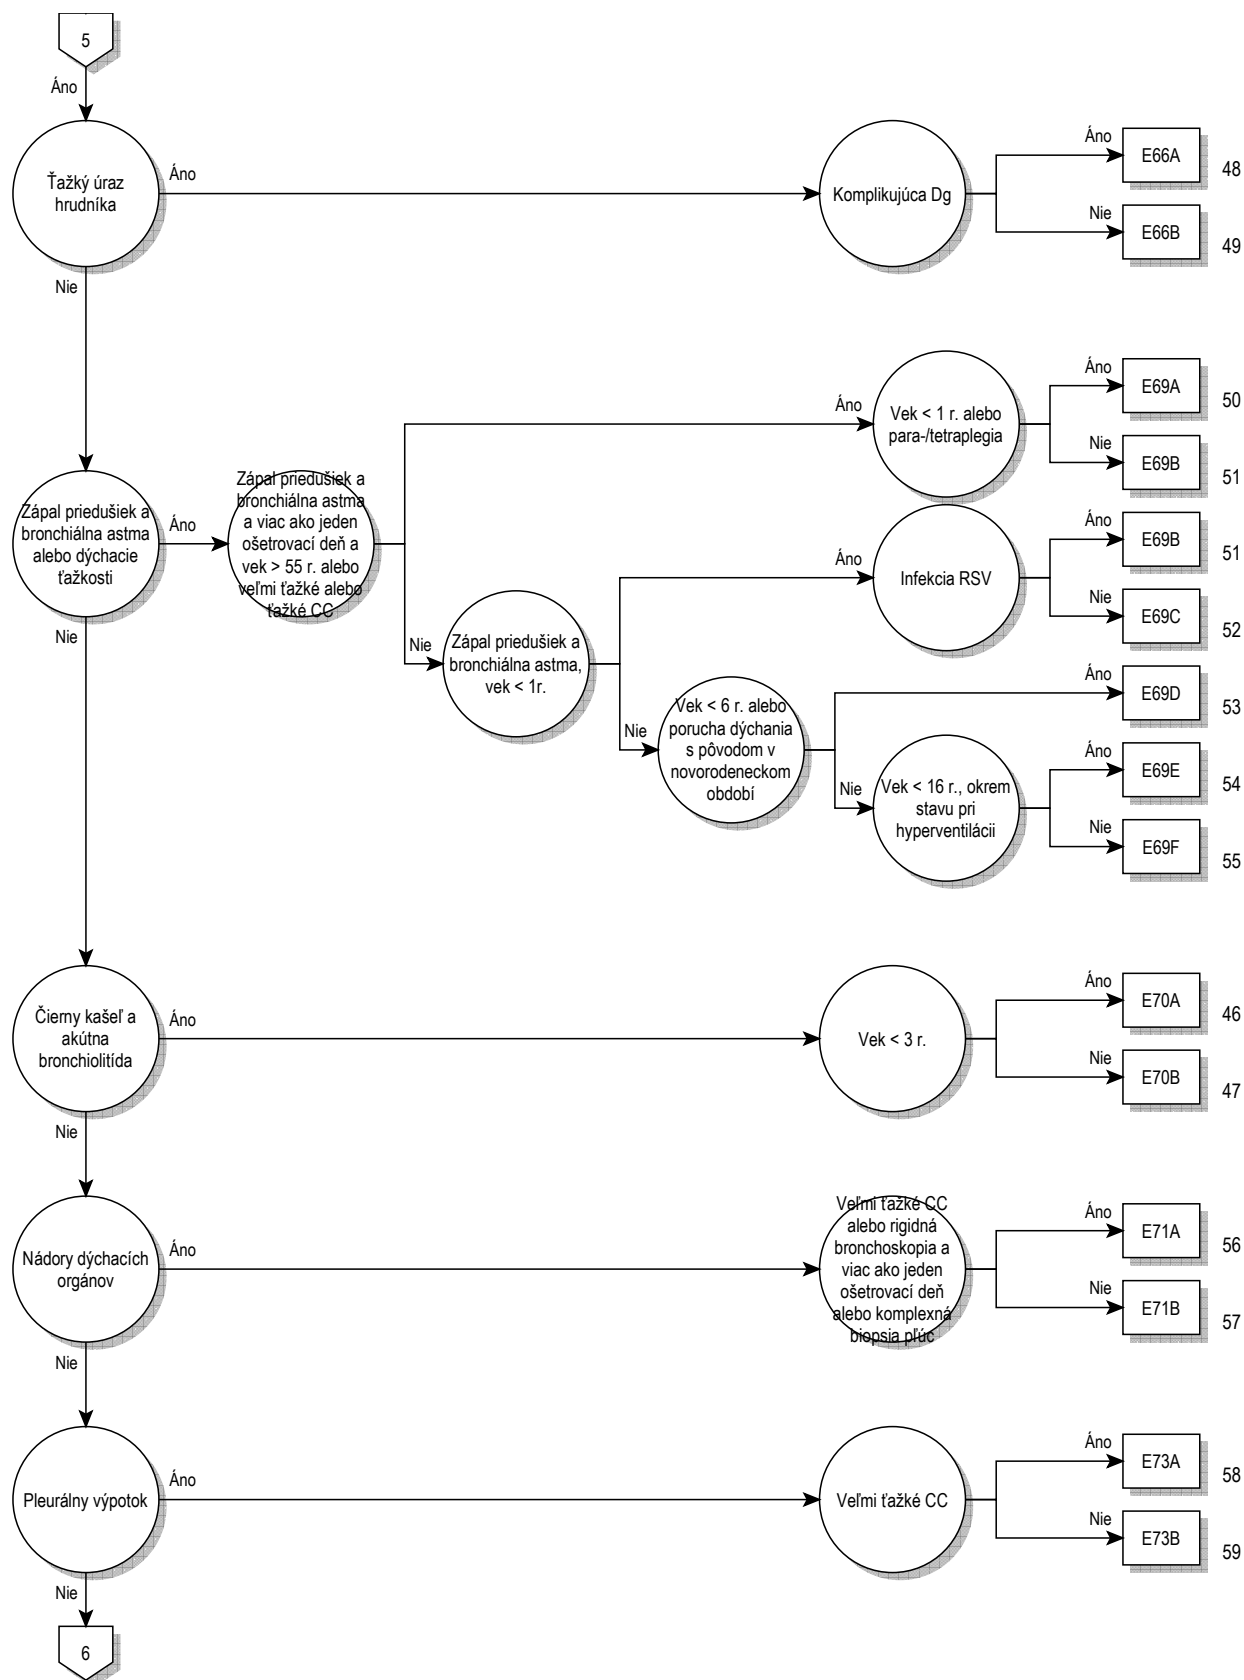 5
Áno
Ťažký úraz
hrudníka
Áno
Komplikujúca Dg
Áno
E66A
48
Nie
E66B
49
Nie
Áno
Vek < 1 r. alebo
para-/tetraplegia
Áno
E69A
50
Nie
E69B
51
Zápal priedušiek a
bronchiálna astma
alebo dýchacie
ťažkosti
Áno
Zápal priedušiek a
bronchiálna astma
a viac ako jeden
ošetrovací deň a
vek > 55 r. alebo
veľmi ťažké alebo
ťažké CC
Nie
Zápal priedušiek a
bronchiálna astma,
vek < 1r.
Áno
Infekcia RSV
Áno
E69B
51
Nie
E69C
52
Nie
Vek < 6 r. alebo
porucha dýchania
s pôvodom v
novorodeneckom
období
Áno
E69D
53
Nie
Vek < 16 r., okrem
stavu pri
hyperventilácii
Áno
E69E
54
Nie
E69F
55
Nie
Čierny kašeľ a
akútna
bronchiolitída
Áno
Vek < 3 r.
Áno
E70A
46
Nie
E70B
47
Nie
Nádory dýchacích
orgánov
Áno
Veľmi ťažké CC
alebo rigidná
bronchoskopia a
viac ako jeden
ošetrovací deň
alebo komplexná
biopsia pľúc
Áno
E71A
56
Nie
E71B
57
Nie
Pleurálny výpotok
Áno
Veľmi ťažké CC
Áno
E73A
58
Nie
E73B
59
Nie
6